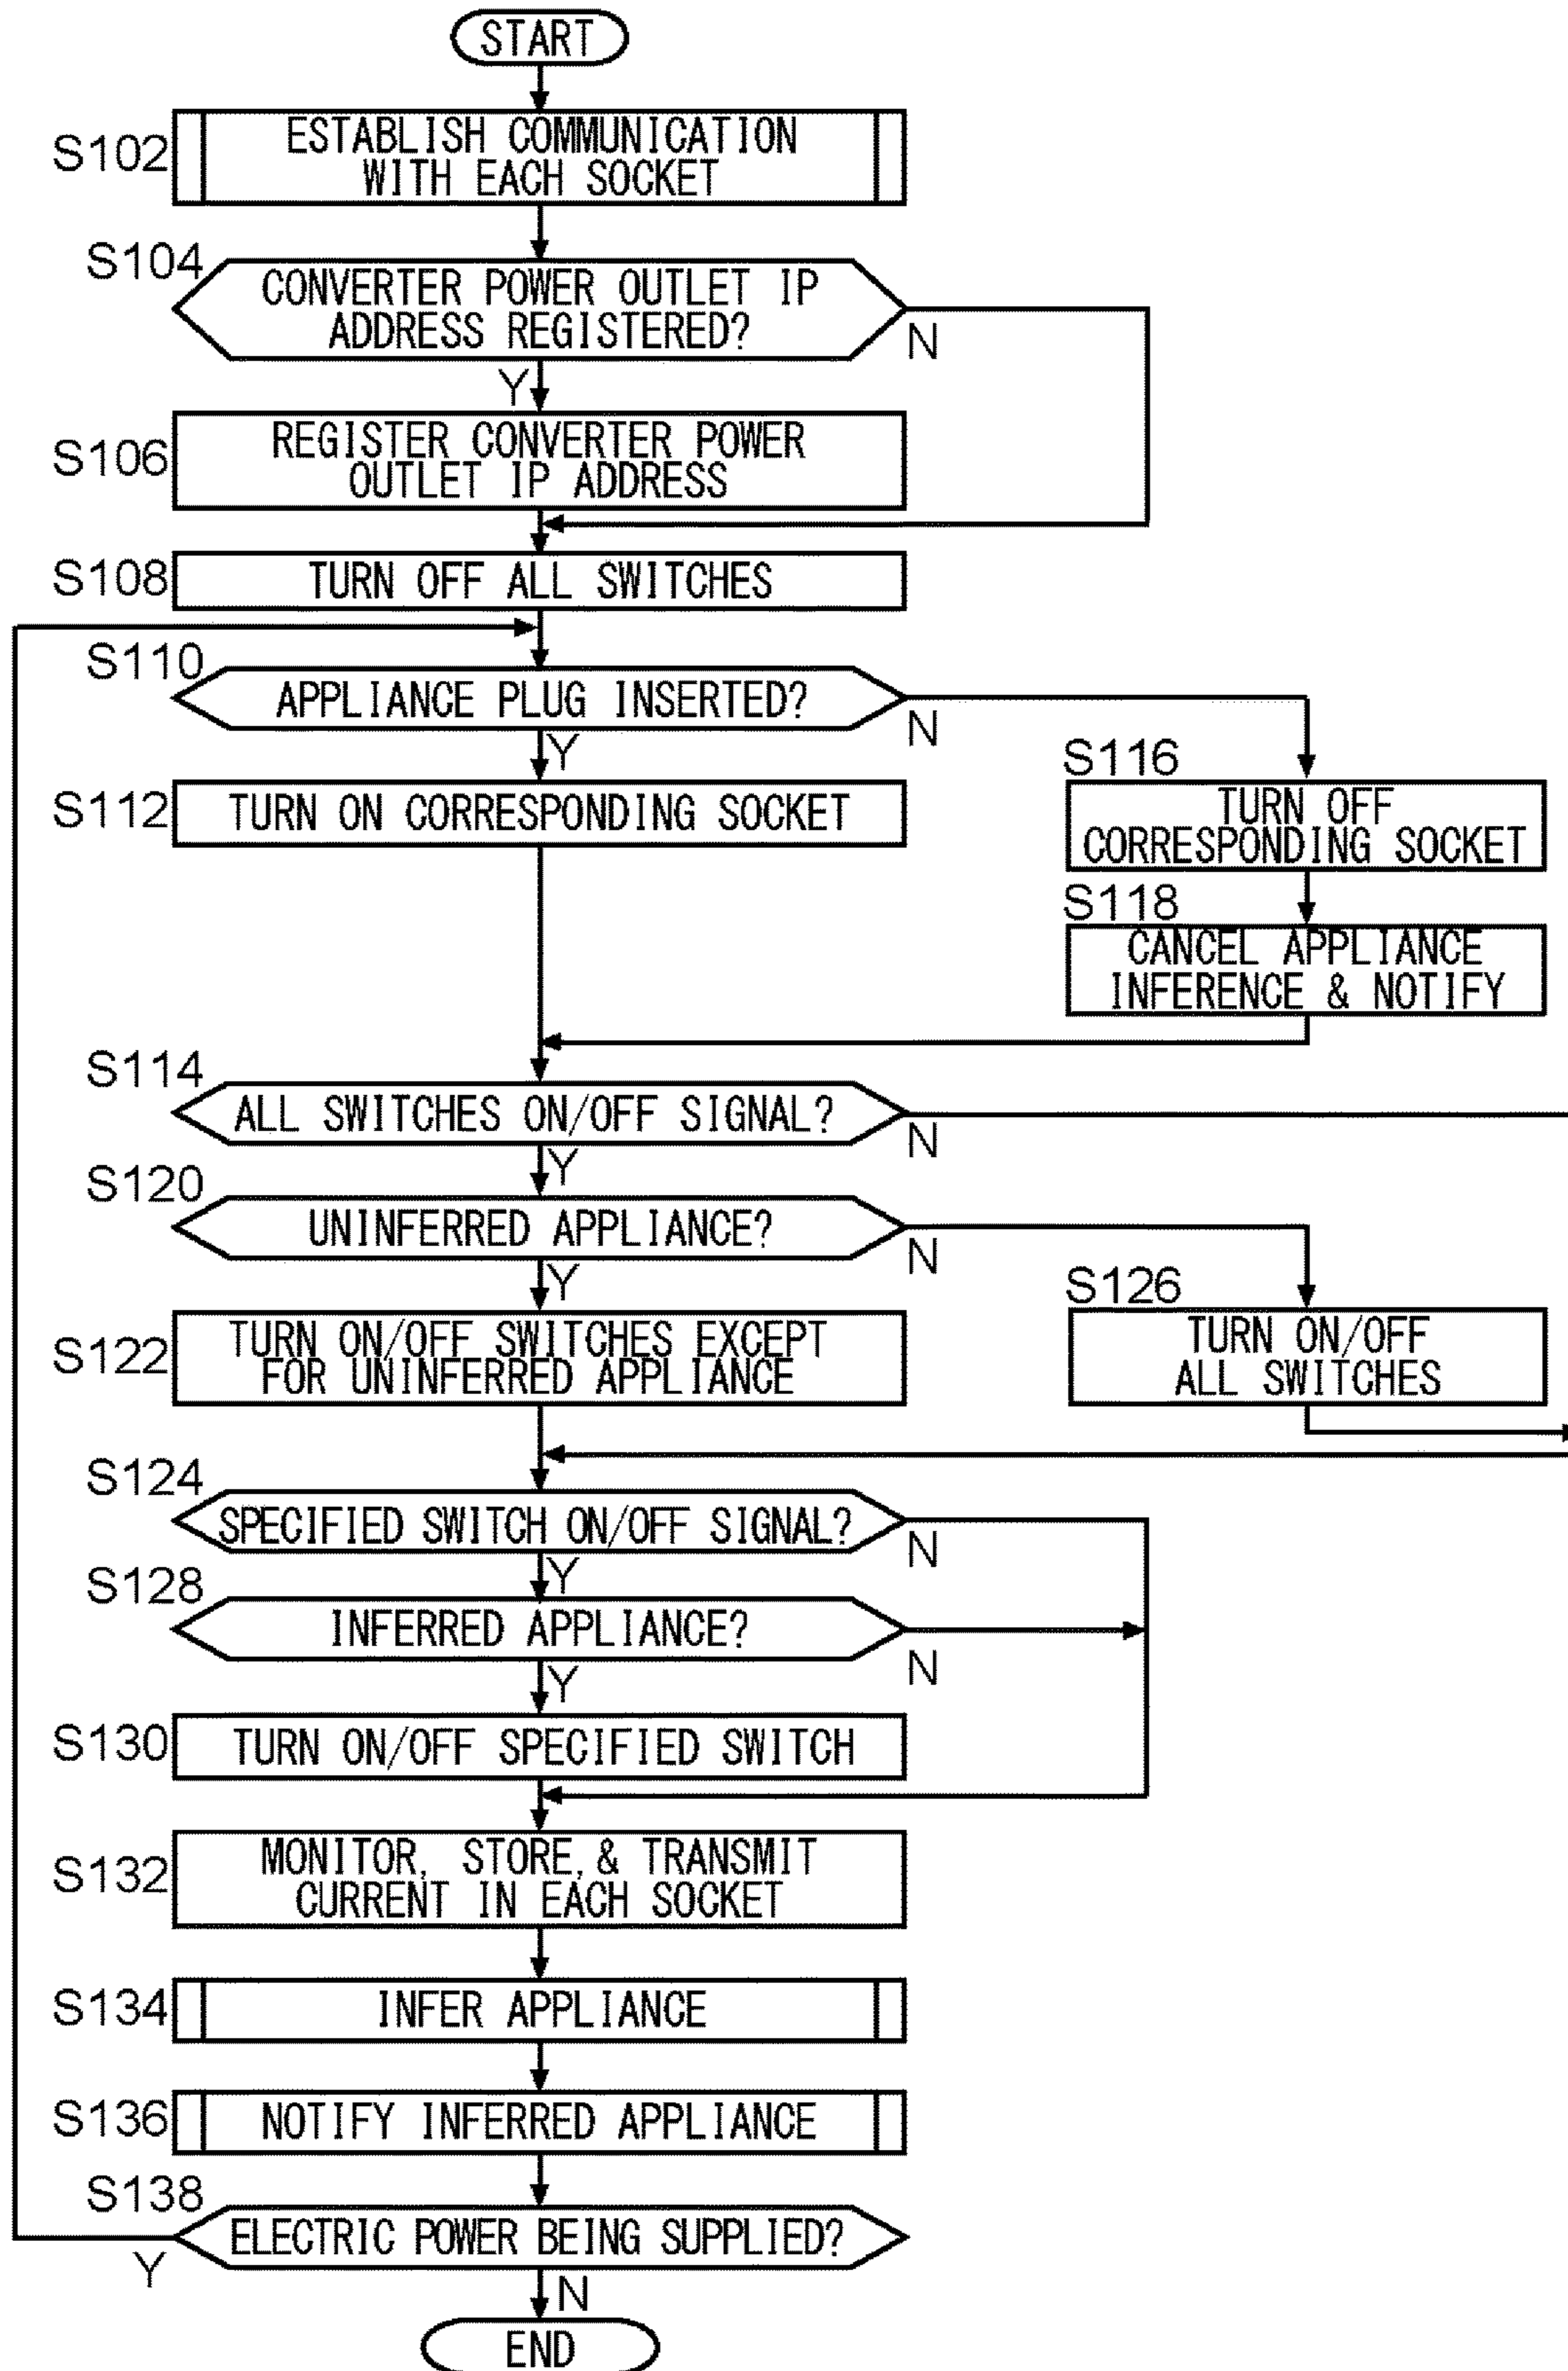 START
S102
ESTABLISH COMMUNICATION
WITH EACH SOCKET
S104
CONVERTER POWER OUTLET IP
ADDRESS REGISTERED?
N
Y
S106
REGISTER CONVERTER POWER
OUTLET IP ADDRESS
S108
TURN OFF ALL SWITCHES
S110
APPLIANCE PLUG INSERTED?
N
Y
S112
TURN ON CORRESPONDING SOCKET
S116
TURN OFF
CORRESPONDING SOCKET
S118
CANCEL APPLIANCE
INFERENCE & NOTIFY
S114
ALL SWITCHES ON/OFF SIGNAL?
N
Y
S120
UNINFERRED APPLIANCE?
N
Y
S122
TURN ON/OFF SWITCHES EXCEPT
FOR UNINFERRED APPLIANCE
S126
TURN ON/OFF
ALL SWITCHES
S124
SPECIFIED SWITCH ON/OFF SIGNAL?
N
Y
S128
INFERRED APPLIANCE?
N
Y
S130
TURN ON/OFF SPECIFIED SWITCH
S132
MONITOR, STORE, & TRANSMIT
CURRENT IN EACH SOCKET
S134
INFER APPLIANCE
S136
NOTIFY INFERRED APPLIANCE
S138
ELECTRIC POWER BEING SUPPLIED?
Y
N
END